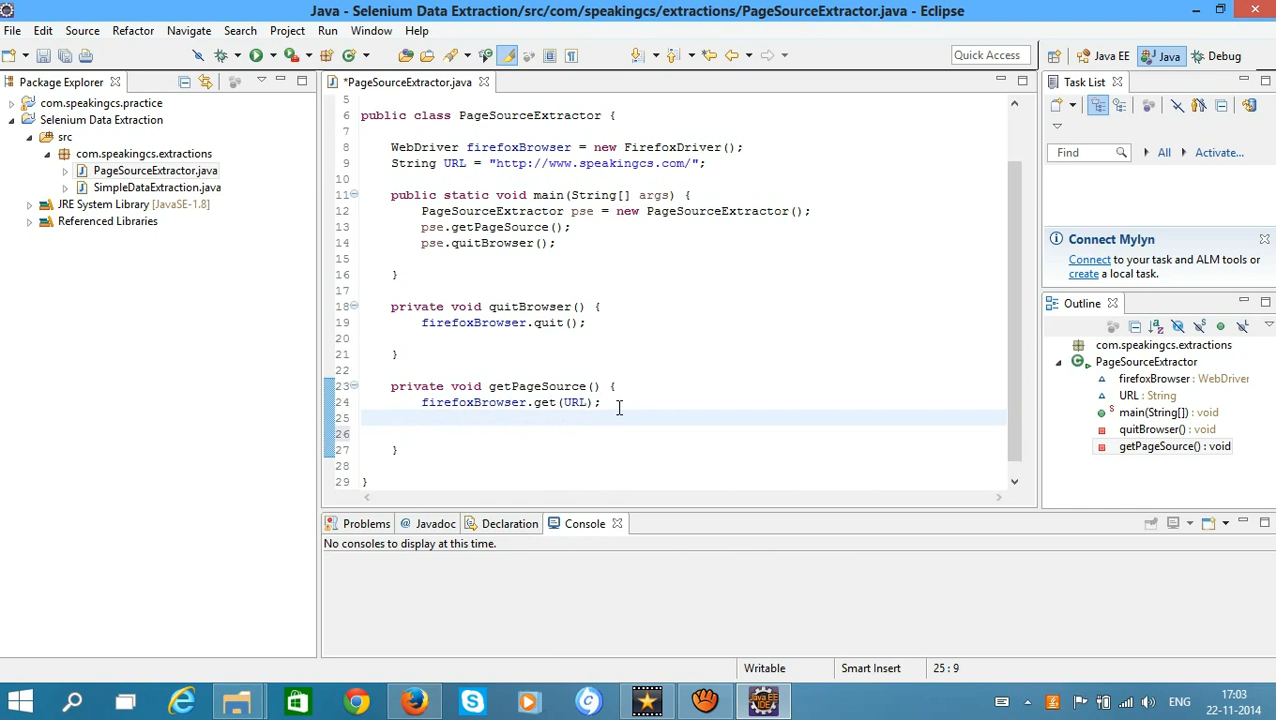 Java - Selenium Data Extraction/src/com/speakingcs/extractions/PageSourceExtractor.java - Eclipse
File Edit Source Refactor Navigate Search Project Run Window Help
Quick Access
Java EE
Java
Debug
Package Explorer
com.speakingcs.practice
Selenium Data Extraction
src
com.speakingcs.extractions
PageSourceExtractor.java
SimpleDataExtraction.java
JRE System Library [JavaSE-1.8]
Referenced Libraries
*PageSourceExtractor.java
5
6 public class PageSourceExtractor {
7
8 WebDriver firefoxBrowser = new FirefoxDriver();
9 String URL = "http://www.speakingcs.com/";
10
11 public static void main(String[] args) {
12 PageSourceExtractor pse = new PageSourceExtractor();
13 pse.getPageSource();
14 pse.quitBrowser();
15
16 }
17
18 private void quitBrowser() {
19 firefoxBrowser.quit();
20
21 }
22
23 private void getPageSource() {
24 firefoxBrowser.get(URL);
25
26
27 }
28
29 }
Task List
Find
All
Activate...
Connect Mylyn
Connect to your task and ALM tools or
create a local task.
Outline
com.speakingcs.extractions
PageSourceExtractor
firefoxBrowser : WebDriver
URL : String
main(String[]) : void
quitBrowser() : void
getPageSource() : void
Problems
Javadoc
Declaration
Console
No consoles to display at this time.
Writable
Smart Insert
25 : 9
ENG
17:03
22-11-2014